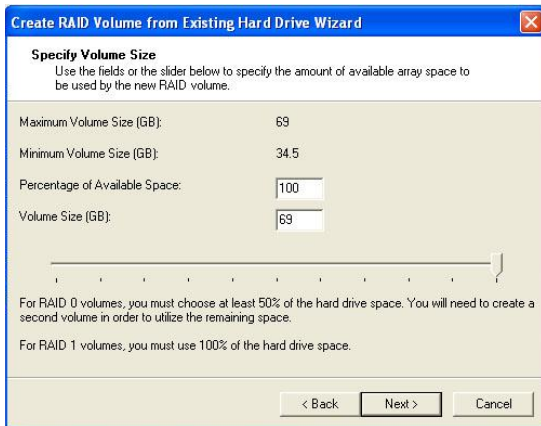 Create RAID Volume from Existing Hard Drive Wizard
Specify Volume Size
Use the fields or the slider below to specify the amount of available array space to
be used by the new RAID volume.
Maximum Volume Size (GB): 69
Minimum Volume Size (GB): 34.5
Percentage of Available Space: 100
Volume Size (GB): 69
For RAID 0 volumes, you must choose at least 50% of the hard drive space. You will need to create a
second volume in order to utilize the remaining space.
For RAID 1 volumes, you must use 100% of the hard drive space.
< Back Next > Cancel